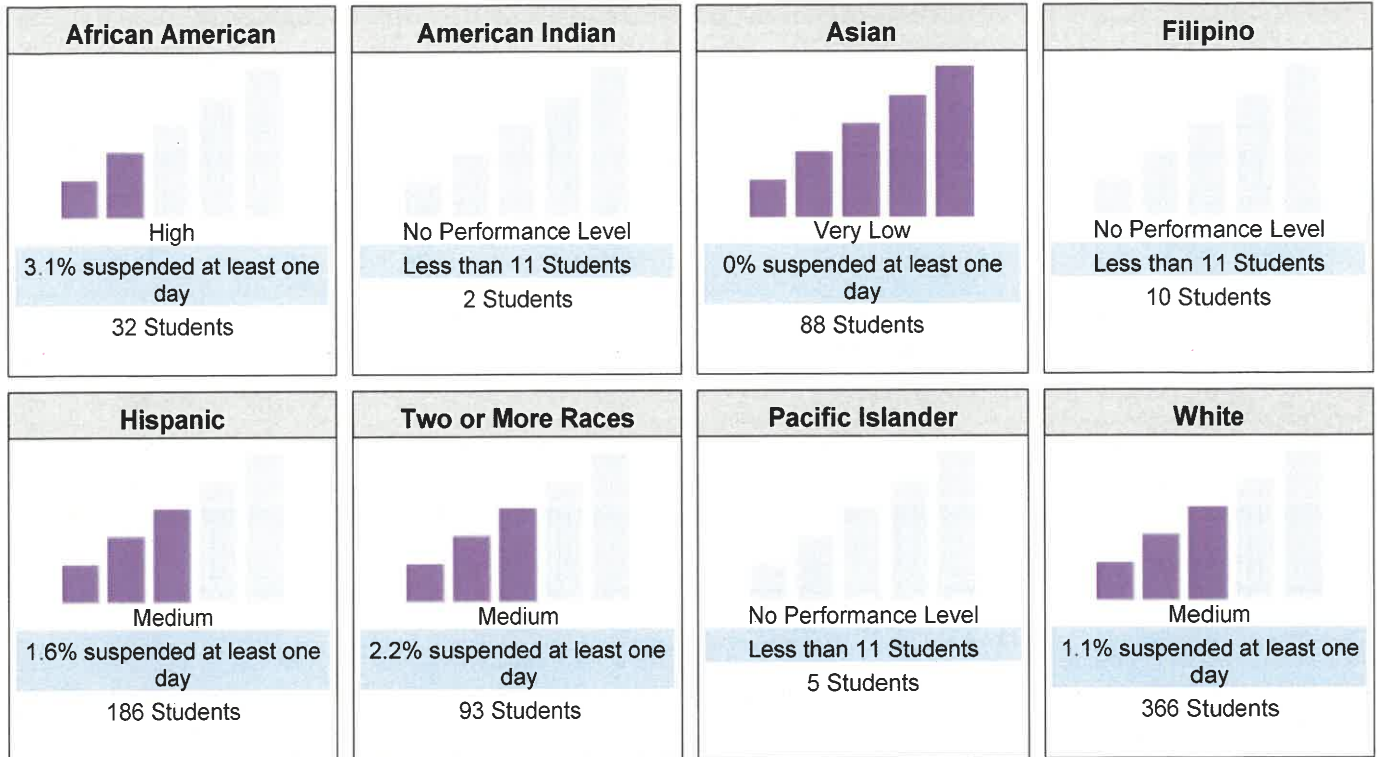 African American
High
3.1% suspended at least one
day
32 Students
American Indian
No Performance Level
Less than 11 Students
2 Students
Asian
Very Low
0% suspended at least one
day
88 Students
Filipino
No Performance Level
Less than 11 Students
10 Students
Hispanic
Medium
1.6% suspended at least one
day
186 Students
Two or More Races
Medium
2.2% suspended at least one
day
93 Students
Pacific Islander
No Performance Level
Less than 11 Students
5 Students
White
Medium
1.1% suspended at least one
day
366 Students